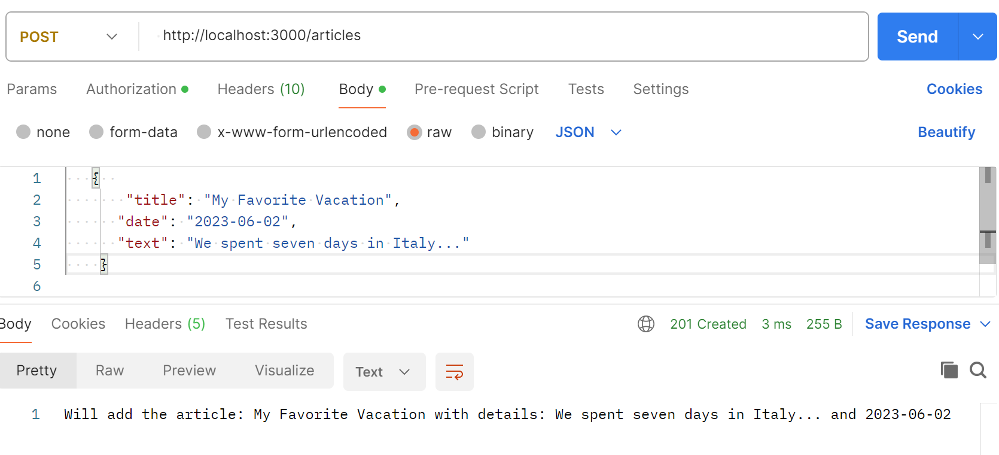 POST http://localhost:3000/articles Send
Params Authorization Headers (10) Body Pre-request Script Tests Settings Cookies
none form-data x-www-form-urlencoded raw binary JSON Beautify
1 {
2 "title": "My Favorite Vacation",
3 "date": "2023-06-02",
4 "text": "We spent seven days in Italy..."
5 }
6
Body Cookies Headers (5) Test Results 201 Created 3 ms 255 B Save Response
Pretty Raw Preview Visualize Text
1 Will add the article: My Favorite Vacation with details: We spent seven days in Italy... and 2023-06-02